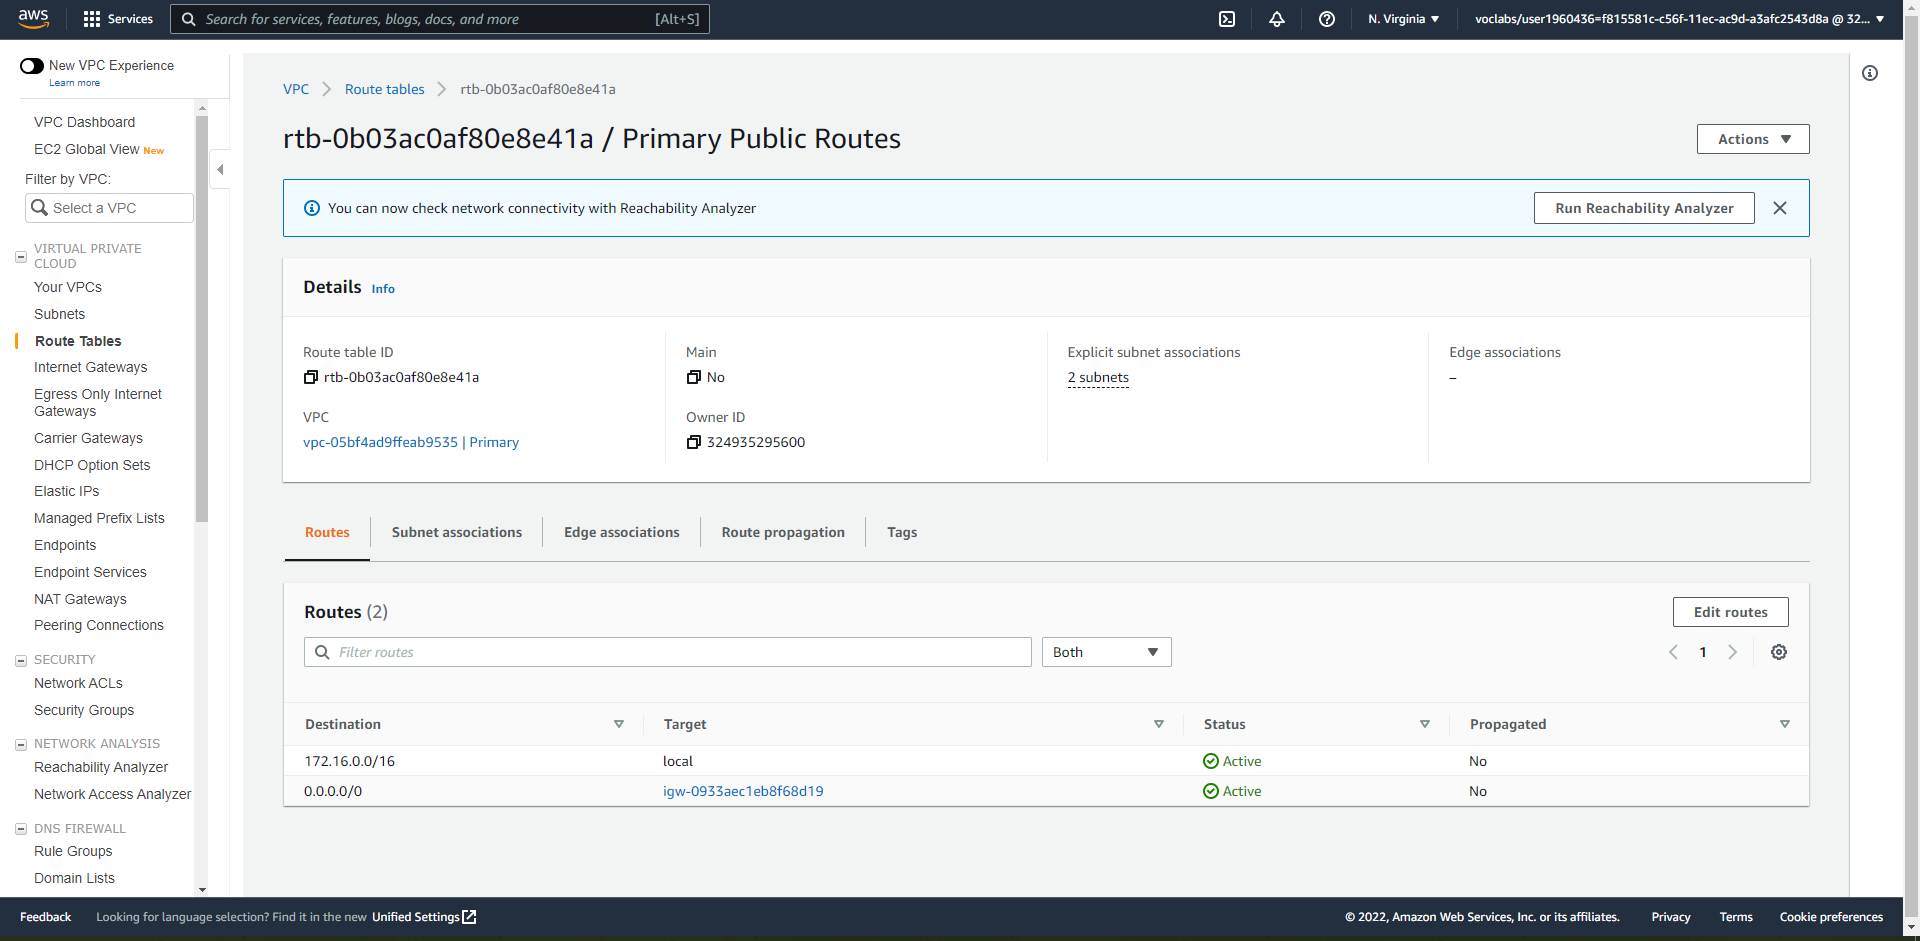 aws
Services
Search for services, features, blogs, docs, and more
[Alt+S]
N. Virginia
voclabs/user1960436=f815581c-c56f-11ec-ac9d-a3afc2543d8a @ 32...
New VPC Experience
Learn more
VPC Dashboard
EC2 Global View New
Filter by VPC:
Select a VPC
VIRTUAL PRIVATE
CLOUD
Your VPCs
Subnets
Route Tables
Internet Gateways
Egress Only Internet
Gateways
Carrier Gateways
DHCP Option Sets
Elastic IPs
Managed Prefix Lists
Endpoints
Endpoint Services
NAT Gateways
Peering Connections
SECURITY
Network ACLs
Security Groups
NETWORK ANALYSIS
Reachability Analyzer
Network Access Analyzer
DNS FIREWALL
Rule Groups
Domain Lists
VPC
Route tables
rtb-0b03ac0af80e8e41a
rtb-0b03ac0af80e8e41a / Primary Public Routes
Actions
You can now check network connectivity with Reachability Analyzer
Run Reachability Analyzer
Details Info
Route table ID
rtb-0b03ac0af80e8e41a
Main
No
Explicit subnet associations
2 subnets
Edge associations
–
VPC
vpc-05bf4ad9ffeab9535 | Primary
Owner ID
324935295600
Routes
Subnet associations
Edge associations
Route propagation
Tags
Routes (2)
Edit routes
Filter routes
Both
1
Destination
Target
Status
Propagated
172.16.0.0/16
local
Active
No
0.0.0.0/0
igw-0933aec1eb8f68d19
Active
No
Feedback
Looking for language selection? Find it in the new Unified Settings
© 2022, Amazon Web Services, Inc. or its affiliates.
Privacy
Terms
Cookie preferences